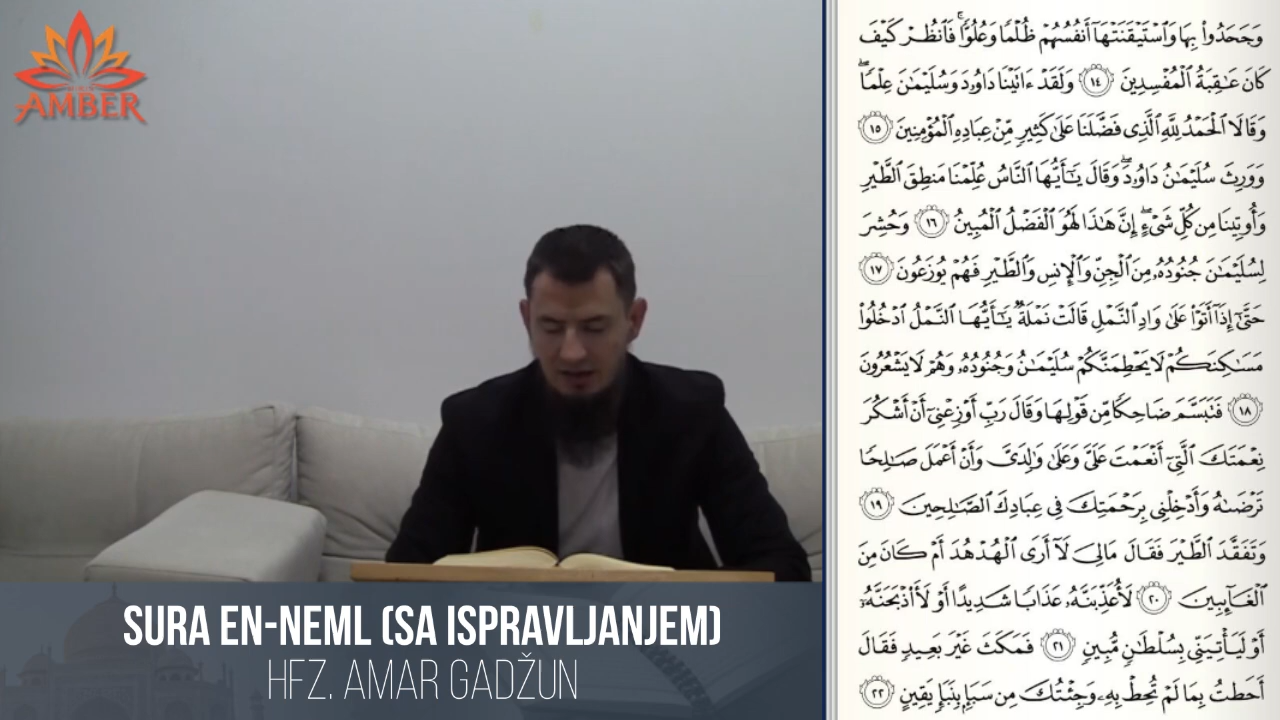 AMBER
SURA EN-NEML (SA ISPRAVLJANJEM)
HFZ. AMAR GADŽUN
وَجَحَدُوا۟ بِهَا وَٱسْتَيْقَنَتْهَآ أَنفُسُهُمْ ظُلْمًا وَعُلُوًّا ۚ فَٱنظُرْ كَيْفَ
كَانَ عَـٰقِبَةُ ٱلْمُفْسِدِينَ ١٤ وَلَقَدْ ءَاتَيْنَا دَاوُۥدَ وَسُلَيْمَـٰنَ عِلْمًا ۖ
وَقَالَا ٱلْحَمْدُ لِلَّهِ ٱلَّذِى فَضَّلَنَا عَلَىٰ كَثِيرٍ مِّنْ عِبَادِهِ ٱلْمُؤْمِنِينَ ١٥
وَوَرِثَ سُلَيْمَـٰنُ دَاوُۥدَ ۖ وَقَالَ يَـٰٓأَيُّهَا ٱلنَّاسُ عُلِّمْنَا مَنطِقَ ٱلطَّيْرِ
وَأُوتِينَا مِن كُلِّ شَىْءٍ ۖ إِنَّ هَـٰذَا لَهُوَ ٱلْفَضْلُ ٱلْمُبِينُ ١٦ وَحُشِرَ
لِسُلَيْمَـٰنَ جُنُودُهُۥ مِنَ ٱلْجِنِّ وَٱلْإِنسِ وَٱلطَّيْرِ فَهُمْ يُوزَعُونَ ١٧
حَتَّىٰٓ إِذَآ أَتَوْا۟ عَلَىٰ وَادِ ٱلنَّمْلِ قَالَتْ نَمْلَةٌ يَـٰٓأَيُّهَا ٱلنَّمْلُ ٱدْخُلُوا۟
مَسَـٰكِنَكُمْ لَا يَحْطِمَنَّكُمْ سُلَيْمَـٰنُ وَجُنُودُهُۥ وَهُمْ لَا يَشْعُرُونَ
١٨ فَتَبَسَّمَ ضَاحِكًا مِّن قَوْلِهَا وَقَالَ رَبِّ أَوْزِعْنِىٓ أَنْ أَشْكُرَ
نِعْمَتَكَ ٱلَّتِىٓ أَنْعَمْتَ عَلَىَّ وَعَلَىٰ وَٰلِدَىَّ وَأَنْ أَعْمَلَ صَـٰلِحًا
تَرْضَىٰهُ وَأَدْخِلْنِى بِرَحْمَتِكَ فِى عِبَادِكَ ٱلصَّـٰلِحِينَ ١٩
وَتَفَقَّدَ ٱلطَّيْرَ فَقَالَ مَالِىَ لَآ أَرَى ٱلْهُدْهُدَ أَمْ كَانَ مِنَ
ٱلْغَآئِبِينَ ٢٠ لَأُعَذِّبَنَّهُۥ عَذَابًا شَدِيدًا أَوْ لَأَا۟ذْبَحَنَّهُۥٓ
أَوْ لَيَأْتِيَنِّى بِسُلْطَـٰنٍ مُّبِينٍ ٢١ فَمَكَثَ غَيْرَ بَعِيدٍ فَقَالَ
أَحَطتُ بِمَا لَمْ تُحِطْ بِهِۦ وَجِئْتُكَ مِن سَبَإٍۭ بِنَبَإٍ يَقِينٍ ٢٢